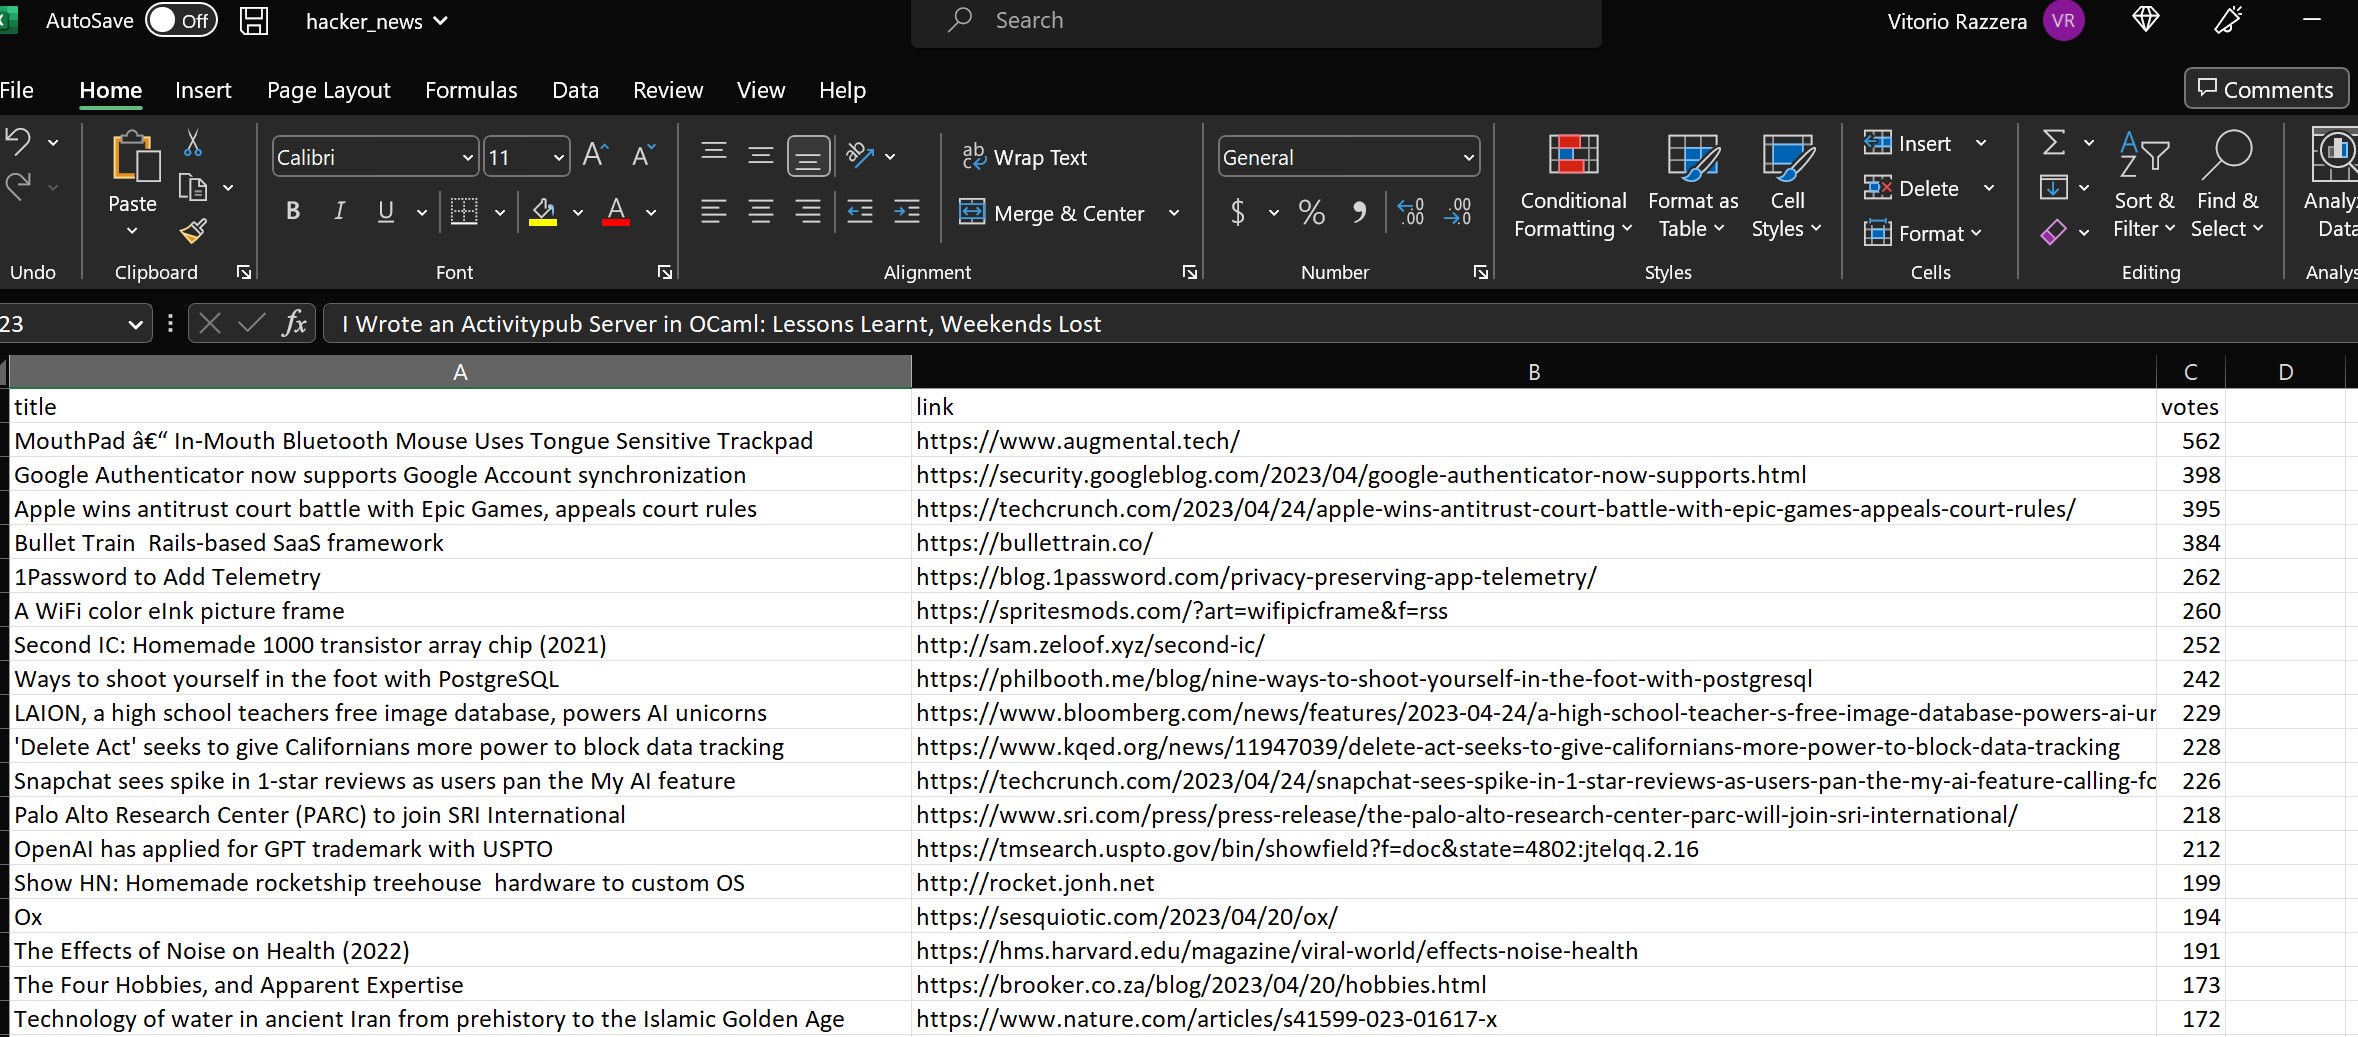 AutoSave Off hacker_news Search Vitorio Razzera VR
File Home Insert Page Layout Formulas Data Review View Help Comments
Calibri 11 Wrap Text General Insert
Paste Merge & Center Conditional Formatting Format as Table Cell Styles Delete Format Sort & Filter Find & Select
Undo Clipboard Font Alignment Number Styles Cells Editing
23 fx I Wrote an Activitypub Server in OCaml: Lessons Learnt, Weekends Lost
A B C D
title link votes
MouthPad â€“ In-Mouth Bluetooth Mouse Uses Tongue Sensitive Trackpad https://www.augmental.tech/ 562
Google Authenticator now supports Google Account synchronization https://security.googleblog.com/2023/04/google-authenticator-now-supports.html 398
Apple wins antitrust court battle with Epic Games, appeals court rules https://techcrunch.com/2023/04/24/apple-wins-antitrust-court-battle-with-epic-games-appeals-court-rules/ 395
Bullet Train  Rails-based SaaS framework https://bullettrain.co/ 384
1Password to Add Telemetry https://blog.1password.com/privacy-preserving-app-telemetry/ 262
A WiFi color eInk picture frame https://spritesmods.com/?art=wifipicframe&f=rss 260
Second IC: Homemade 1000 transistor array chip (2021) http://sam.zeloof.xyz/second-ic/ 252
Ways to shoot yourself in the foot with PostgreSQL https://philbooth.me/blog/nine-ways-to-shoot-yourself-in-the-foot-with-postgresql 242
LAION, a high school teachers free image database, powers AI unicorns https://www.bloomberg.com/news/features/2023-04-24/a-high-school-teacher-s-free-image-database-powers-ai-ur 229
'Delete Act' seeks to give Californians more power to block data tracking https://www.kqed.org/news/11947039/delete-act-seeks-to-give-californians-more-power-to-block-data-tracking 228
Snapchat sees spike in 1-star reviews as users pan the My AI feature https://techcrunch.com/2023/04/24/snapchat-sees-spike-in-1-star-reviews-as-users-pan-the-my-ai-feature-calling-fo 226
Palo Alto Research Center (PARC) to join SRI International https://www.sri.com/press/press-release/the-palo-alto-research-center-parc-will-join-sri-international/ 218
OpenAI has applied for GPT trademark with USPTO https://tmsearch.uspto.gov/bin/showfield?f=doc&state=4802:jtelqq.2.16 212
Show HN: Homemade rocketship treehouse  hardware to custom OS http://rocket.jonh.net 199
Ox https://sesquiotic.com/2023/04/20/ox/ 194
The Effects of Noise on Health (2022) https://hms.harvard.edu/magazine/viral-world/effects-noise-health 191
The Four Hobbies, and Apparent Expertise https://brooker.co.za/blog/2023/04/20/hobbies.html 173
Technology of water in ancient Iran from prehistory to the Islamic Golden Age https://www.nature.com/articles/s41599-023-01617-x 172